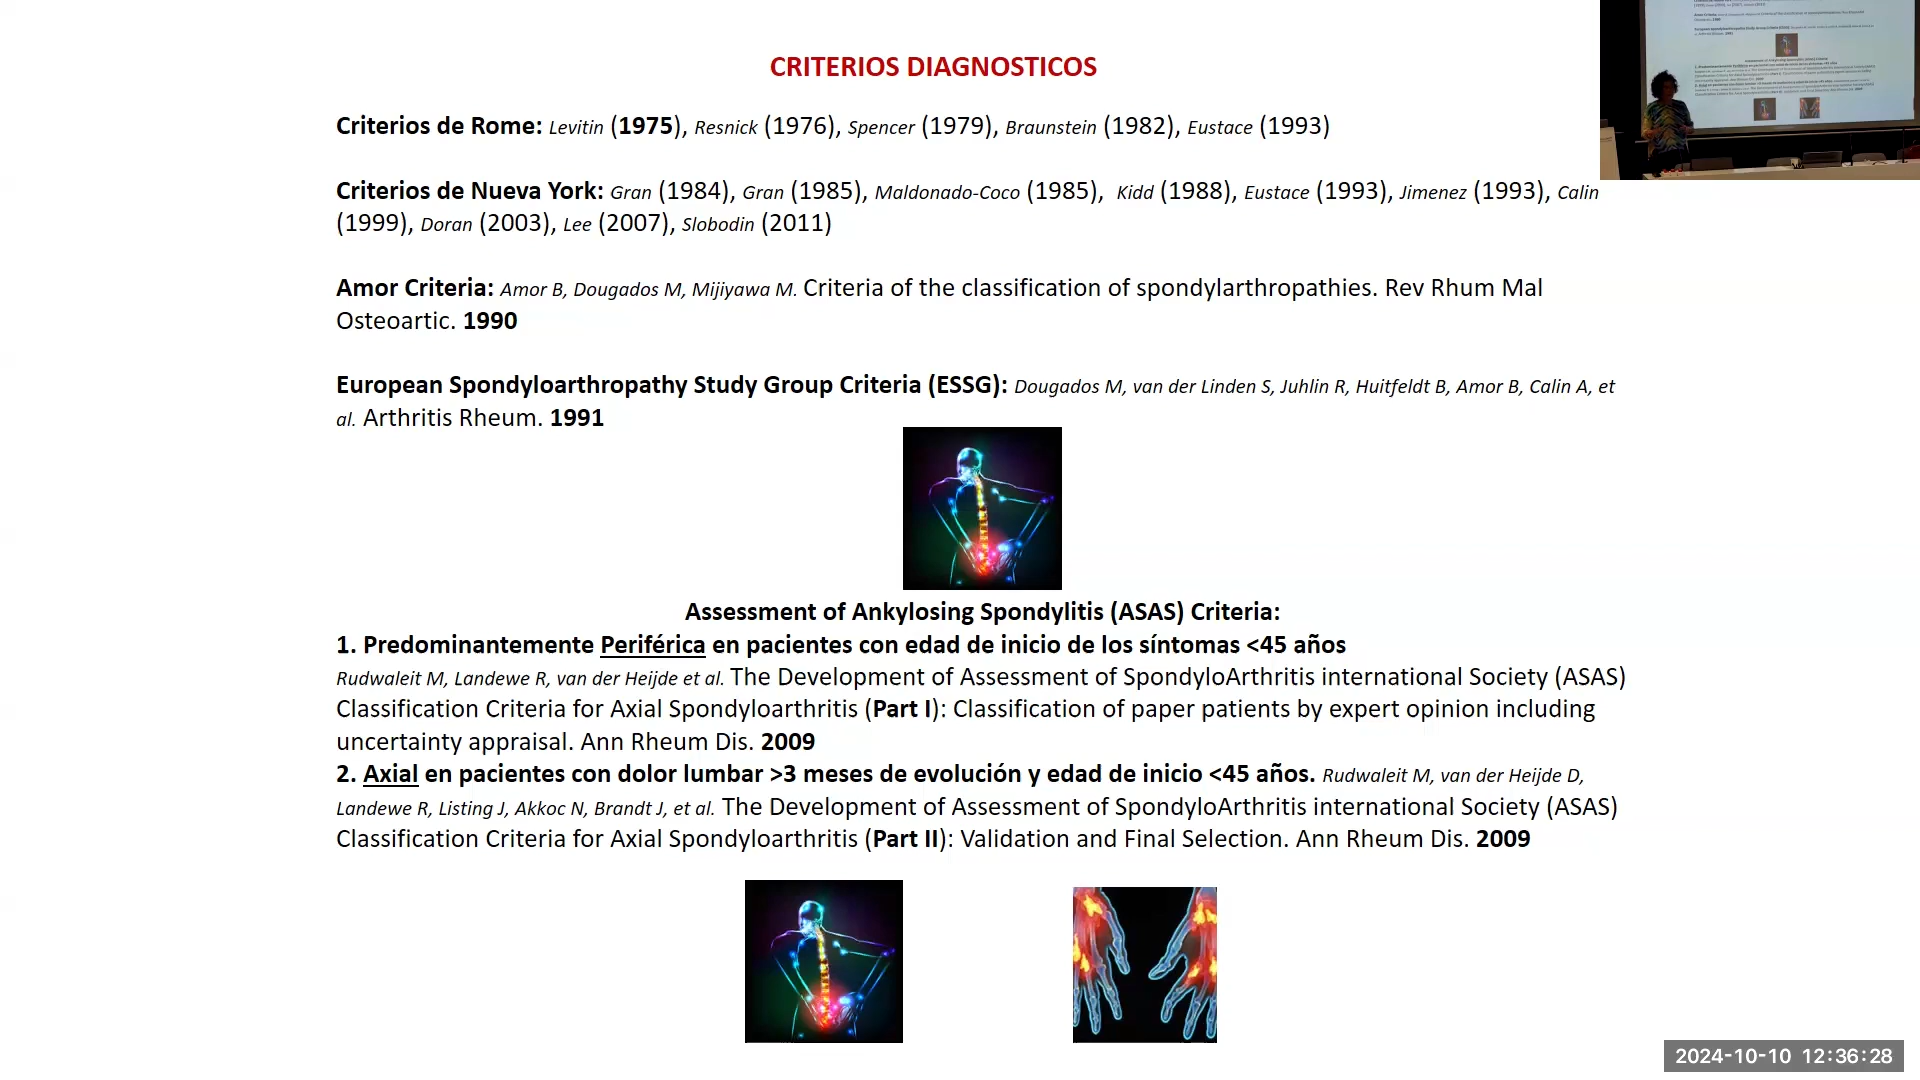 CRITERIOS DIAGNOSTICOS
Criterios de Rome: Levitin (1975), Resnick (1976), Spencer (1979), Braunstein (1982), Eustace (1993)
Criterios de Nueva York: Gran (1984), Gran (1985), Maldonado-Coco (1985),  Kidd (1988), Eustace (1993), Jimenez (1993), Calin
(1999), Doran (2003), Lee (2007), Slobodin (2011)
Amor Criteria: Amor B, Dougados M, Mijiyawa M. Criteria of the classification of spondylarthropathies. Rev Rhum Mal
Osteoartic. 1990
European Spondyloarthropathy Study Group Criteria (ESSG): Dougados M, van der Linden S, Juhlin R, Huitfeldt B, Amor B, Calin A, et
al. Arthritis Rheum. 1991
Assessment of Ankylosing Spondylitis (ASAS) Criteria:
1. Predominantemente Periférica en pacientes con edad de inicio de los síntomas <45 años
Rudwaleit M, Landewe R, van der Heijde et al. The Development of Assessment of SpondyloArthritis international Society (ASAS)
Classification Criteria for Axial Spondyloarthritis (Part I): Classification of paper patients by expert opinion including
uncertainty appraisal. Ann Rheum Dis. 2009
2. Axial en pacientes con dolor lumbar >3 meses de evolución y edad de inicio <45 años. Rudwaleit M, van der Heijde D,
Landewe R, Listing J, Akkoc N, Brandt J, et al. The Development of Assessment of SpondyloArthritis international Society (ASAS)
Classification Criteria for Axial Spondyloarthritis (Part II): Validation and Final Selection. Ann Rheum Dis. 2009
2024-10-10 12:36:28